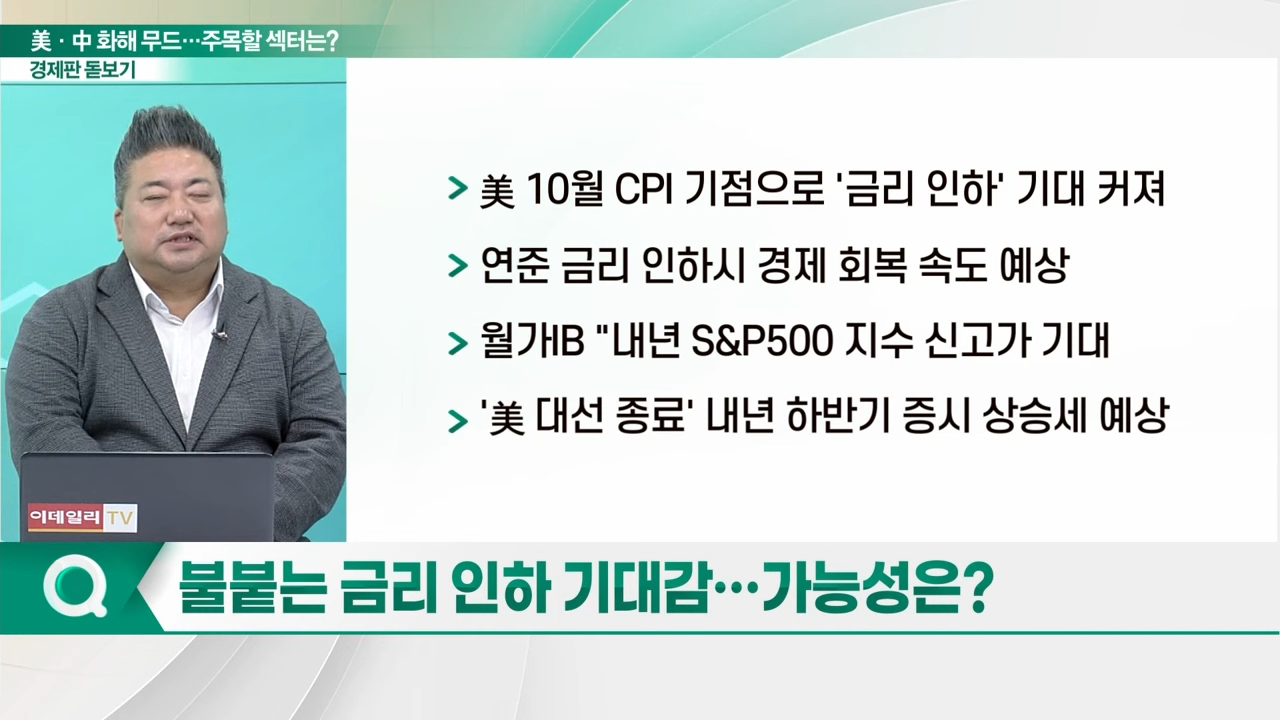 美·中 화해 무드…주목할 섹터는?
경제판 돋보기
> 美 10월 CPI 기점으로 '금리 인하' 기대 커져
> 연준 금리 인하시 경제 회복 속도 예상
> 월가IB "내년 S&P500 지수 신고가 기대
> '美 대선 종료' 내년 하반기 증시 상승세 예상
이데일리 TV
Q 불붙는 금리 인하 기대감…가능성은?